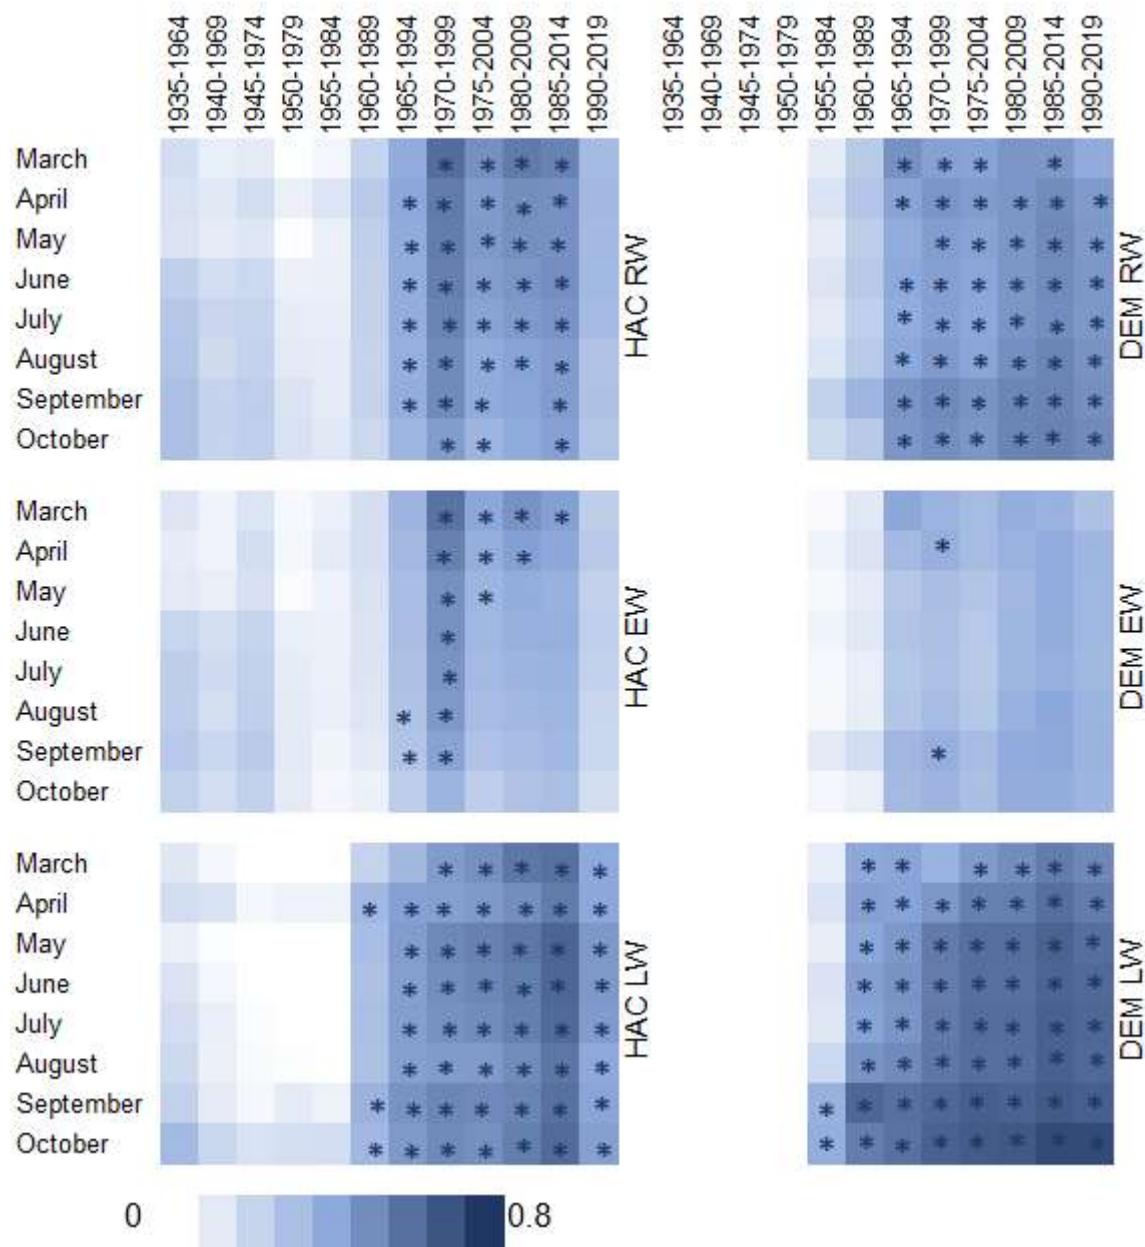 1935-1964
1940-1969
1945-1974
1950-1979
1955-1984
1960-1989
1965-1994
1970-1999
1975-2004
1980-2009
1985-2014
1990-2019
1935-1964
1940-1969
1945-1974
1950-1979
1955-1984
1960-1989
1965-1994
1970-1999
1975-2004
1980-2009
1985-2014
1990-2019
March
April
May
June
July
August
September
October
HAC RW
DEM RW
March
April
May
June
July
August
September
October
HAC EW
DEM EW
March
April
May
June
July
August
September
October
HAC LW
DEM LW
0 0.8